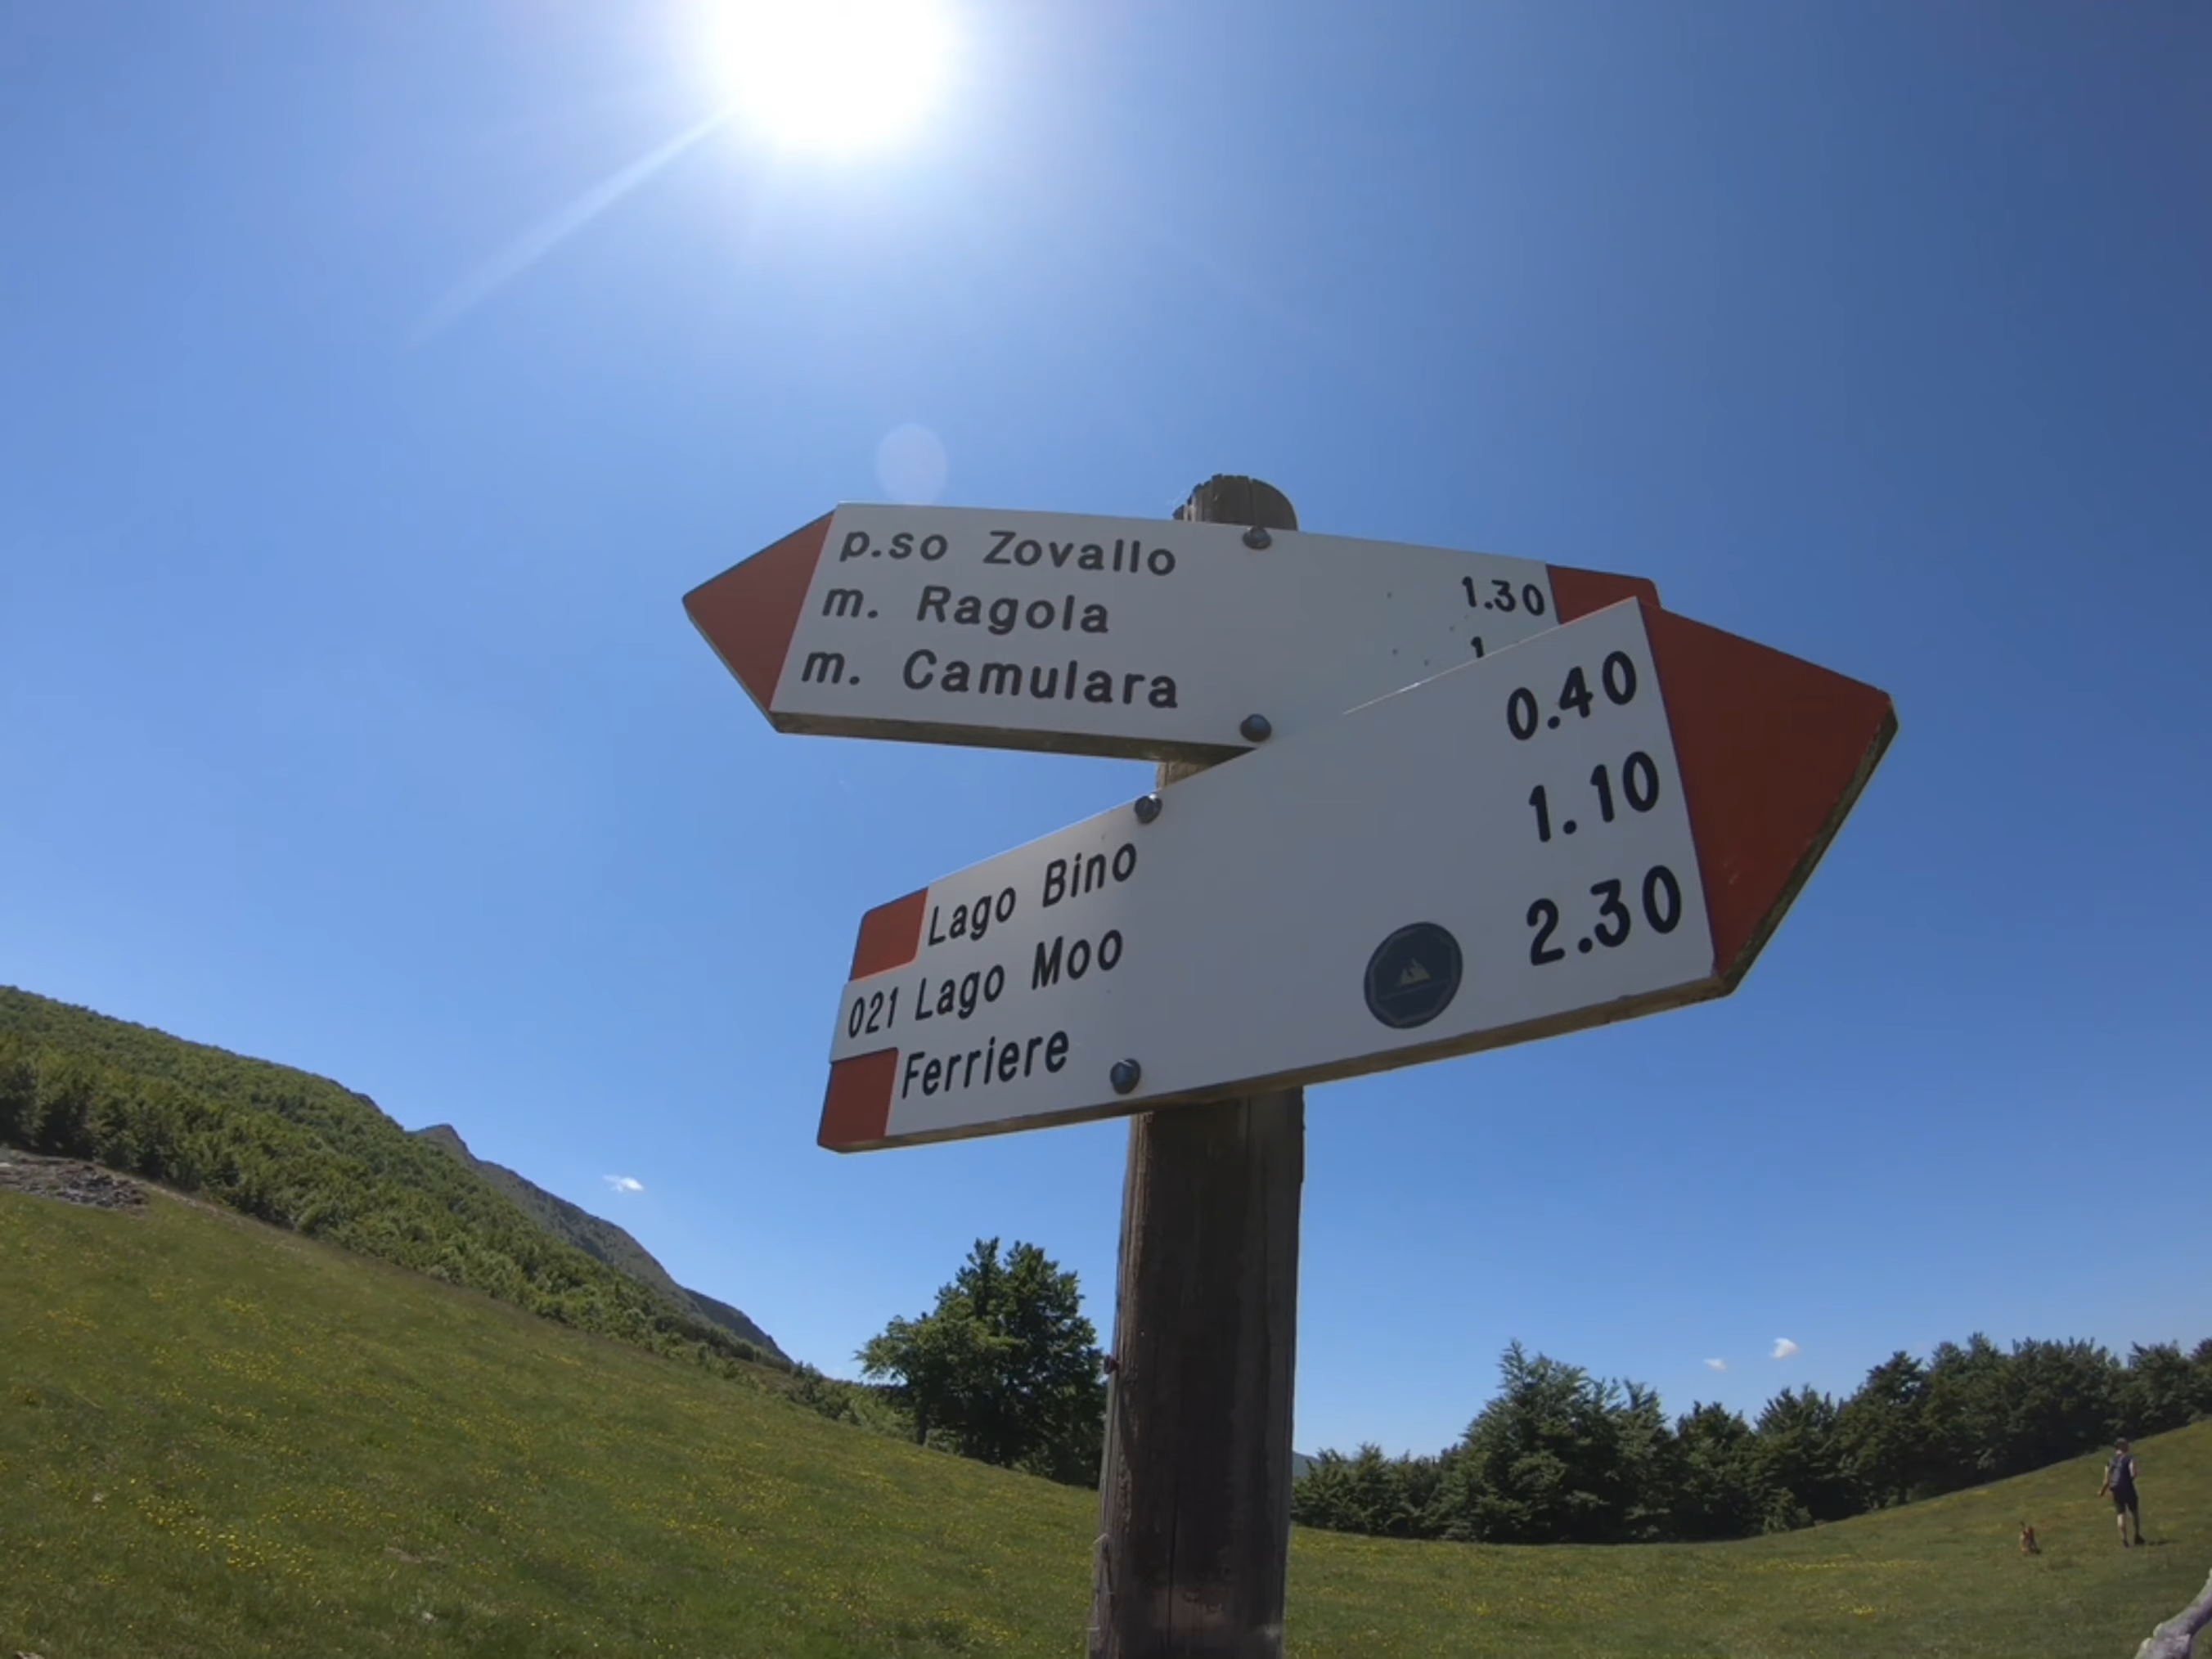 p.so Zovallo 1.30
m. Ragola
m. Camulara
Lago Bino 0.40
021 Lago Moo 1.10
Ferriere 2.30